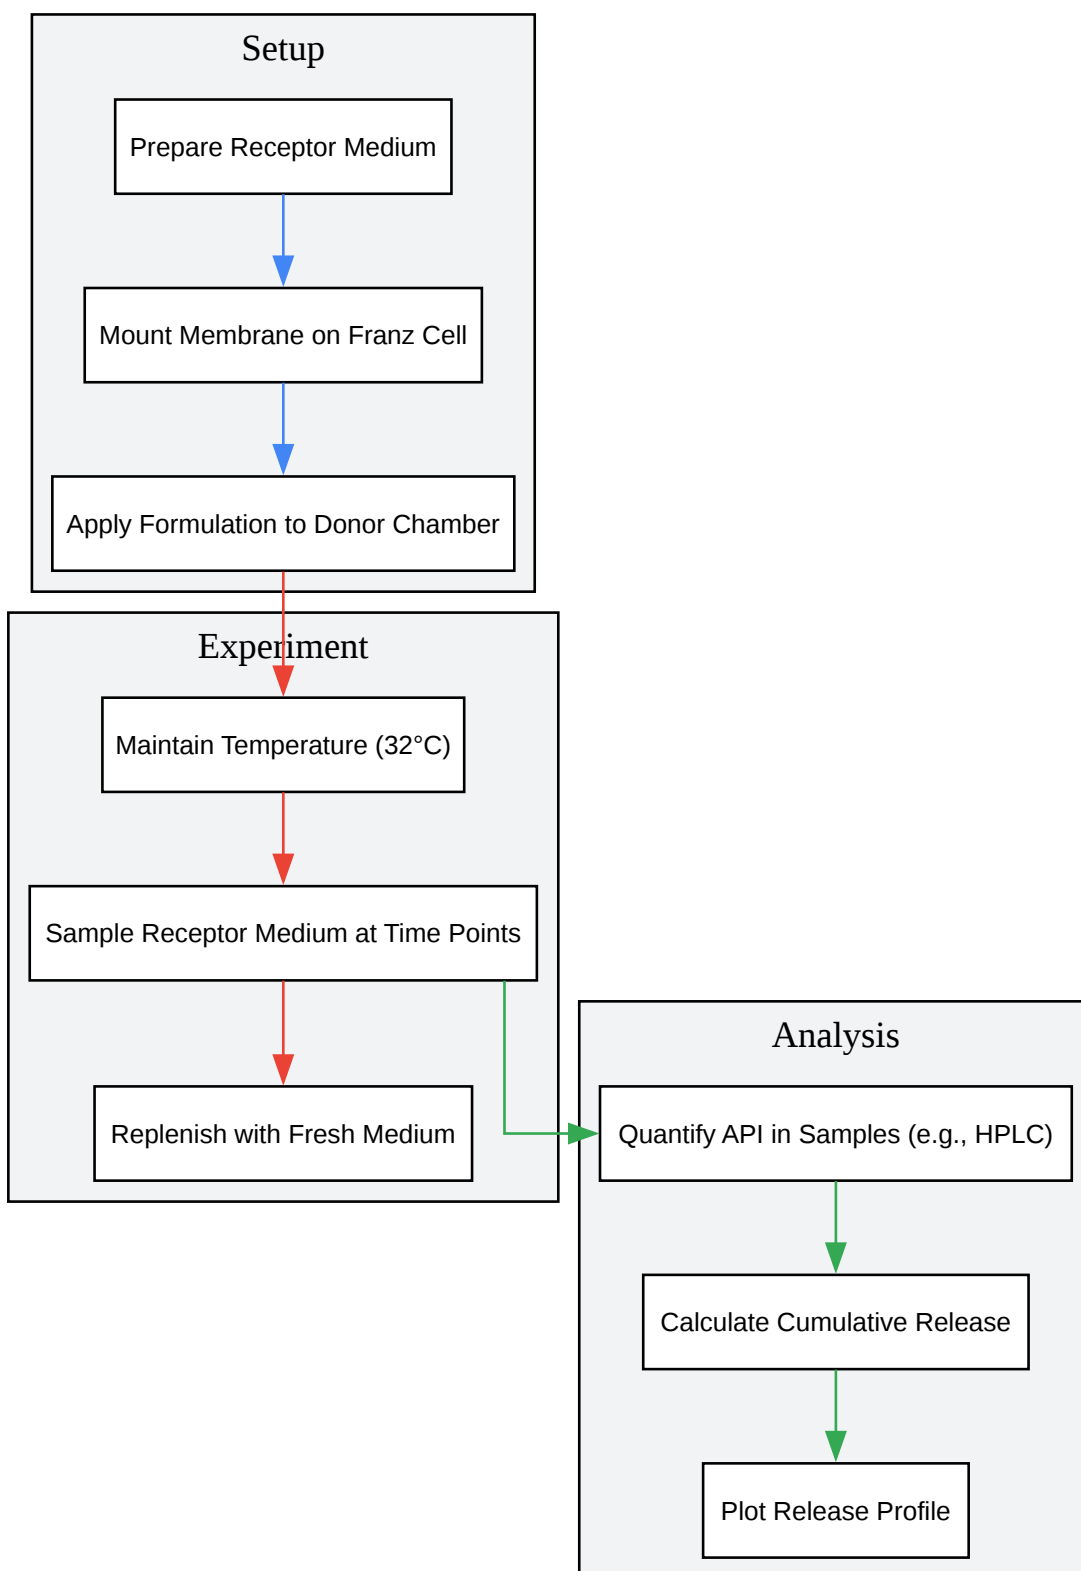 Setup
Prepare Receptor Medium
Mount Membrane on Franz Cell
Apply Formulation to Donor Chamber
Experiment
Maintain Temperature (32°C)
Sample Receptor Medium at Time Points
Replenish with Fresh Medium
Analysis
Quantify API in Samples (e.g., HPLC)
Calculate Cumulative Release
Plot Release Profile